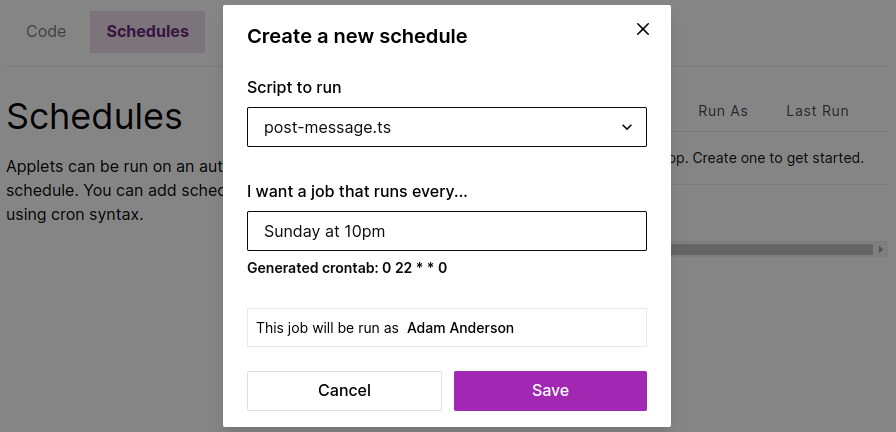 Code
Schedules
Create a new schedule
Script to run
post-message.ts
Schedules
Run As
Last Run
Applets can be run on an aut
op. Create one to get started.
schedule. You can add sched
I want a job that runs every...
using cron syntax.
Sunday at 10pm
Generated crontab: 0 22 * * 0
This job will be run as Adam Anderson
Cancel
Save